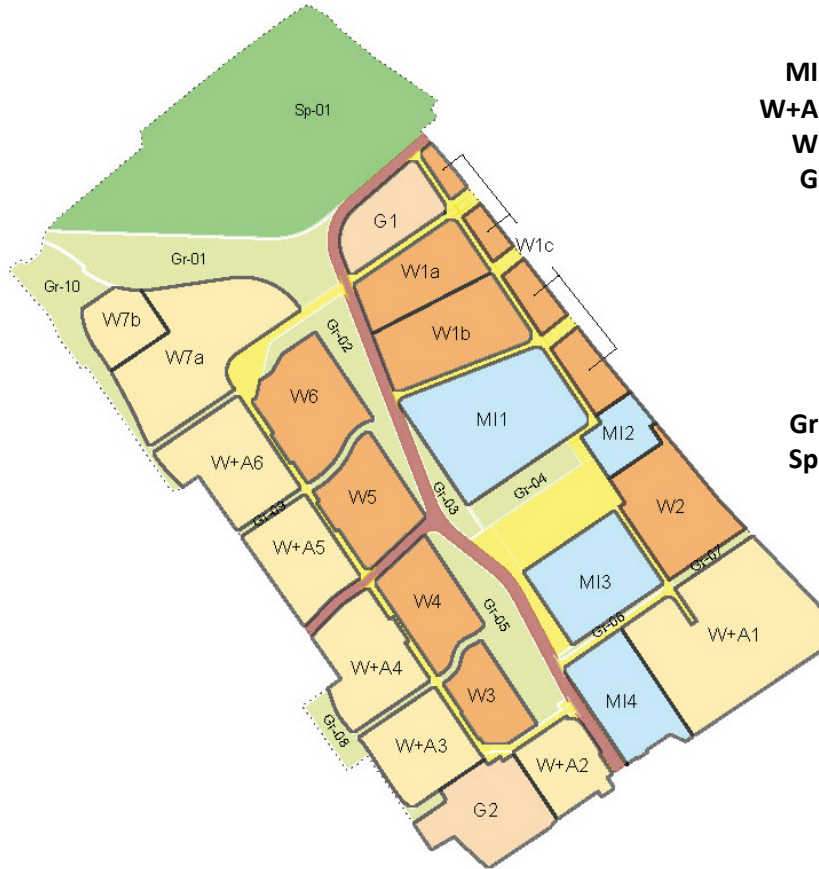 MI
W+A
W
G
Sp-01
G1
W1c
Gr-01
W1a
Gr-10
W7b
Gr-02
W1b
W7a
W6
MI1
Gr
Sp
MI2
W+A6
Gr-04
W5
Gr-03
W2
Gr-09
W+A5
Gr-07
MI3
W4
Gr-05
Gr-06
W+A1
W+A4
W3
MI4
Gr-08
W+A3
W+A2
G2